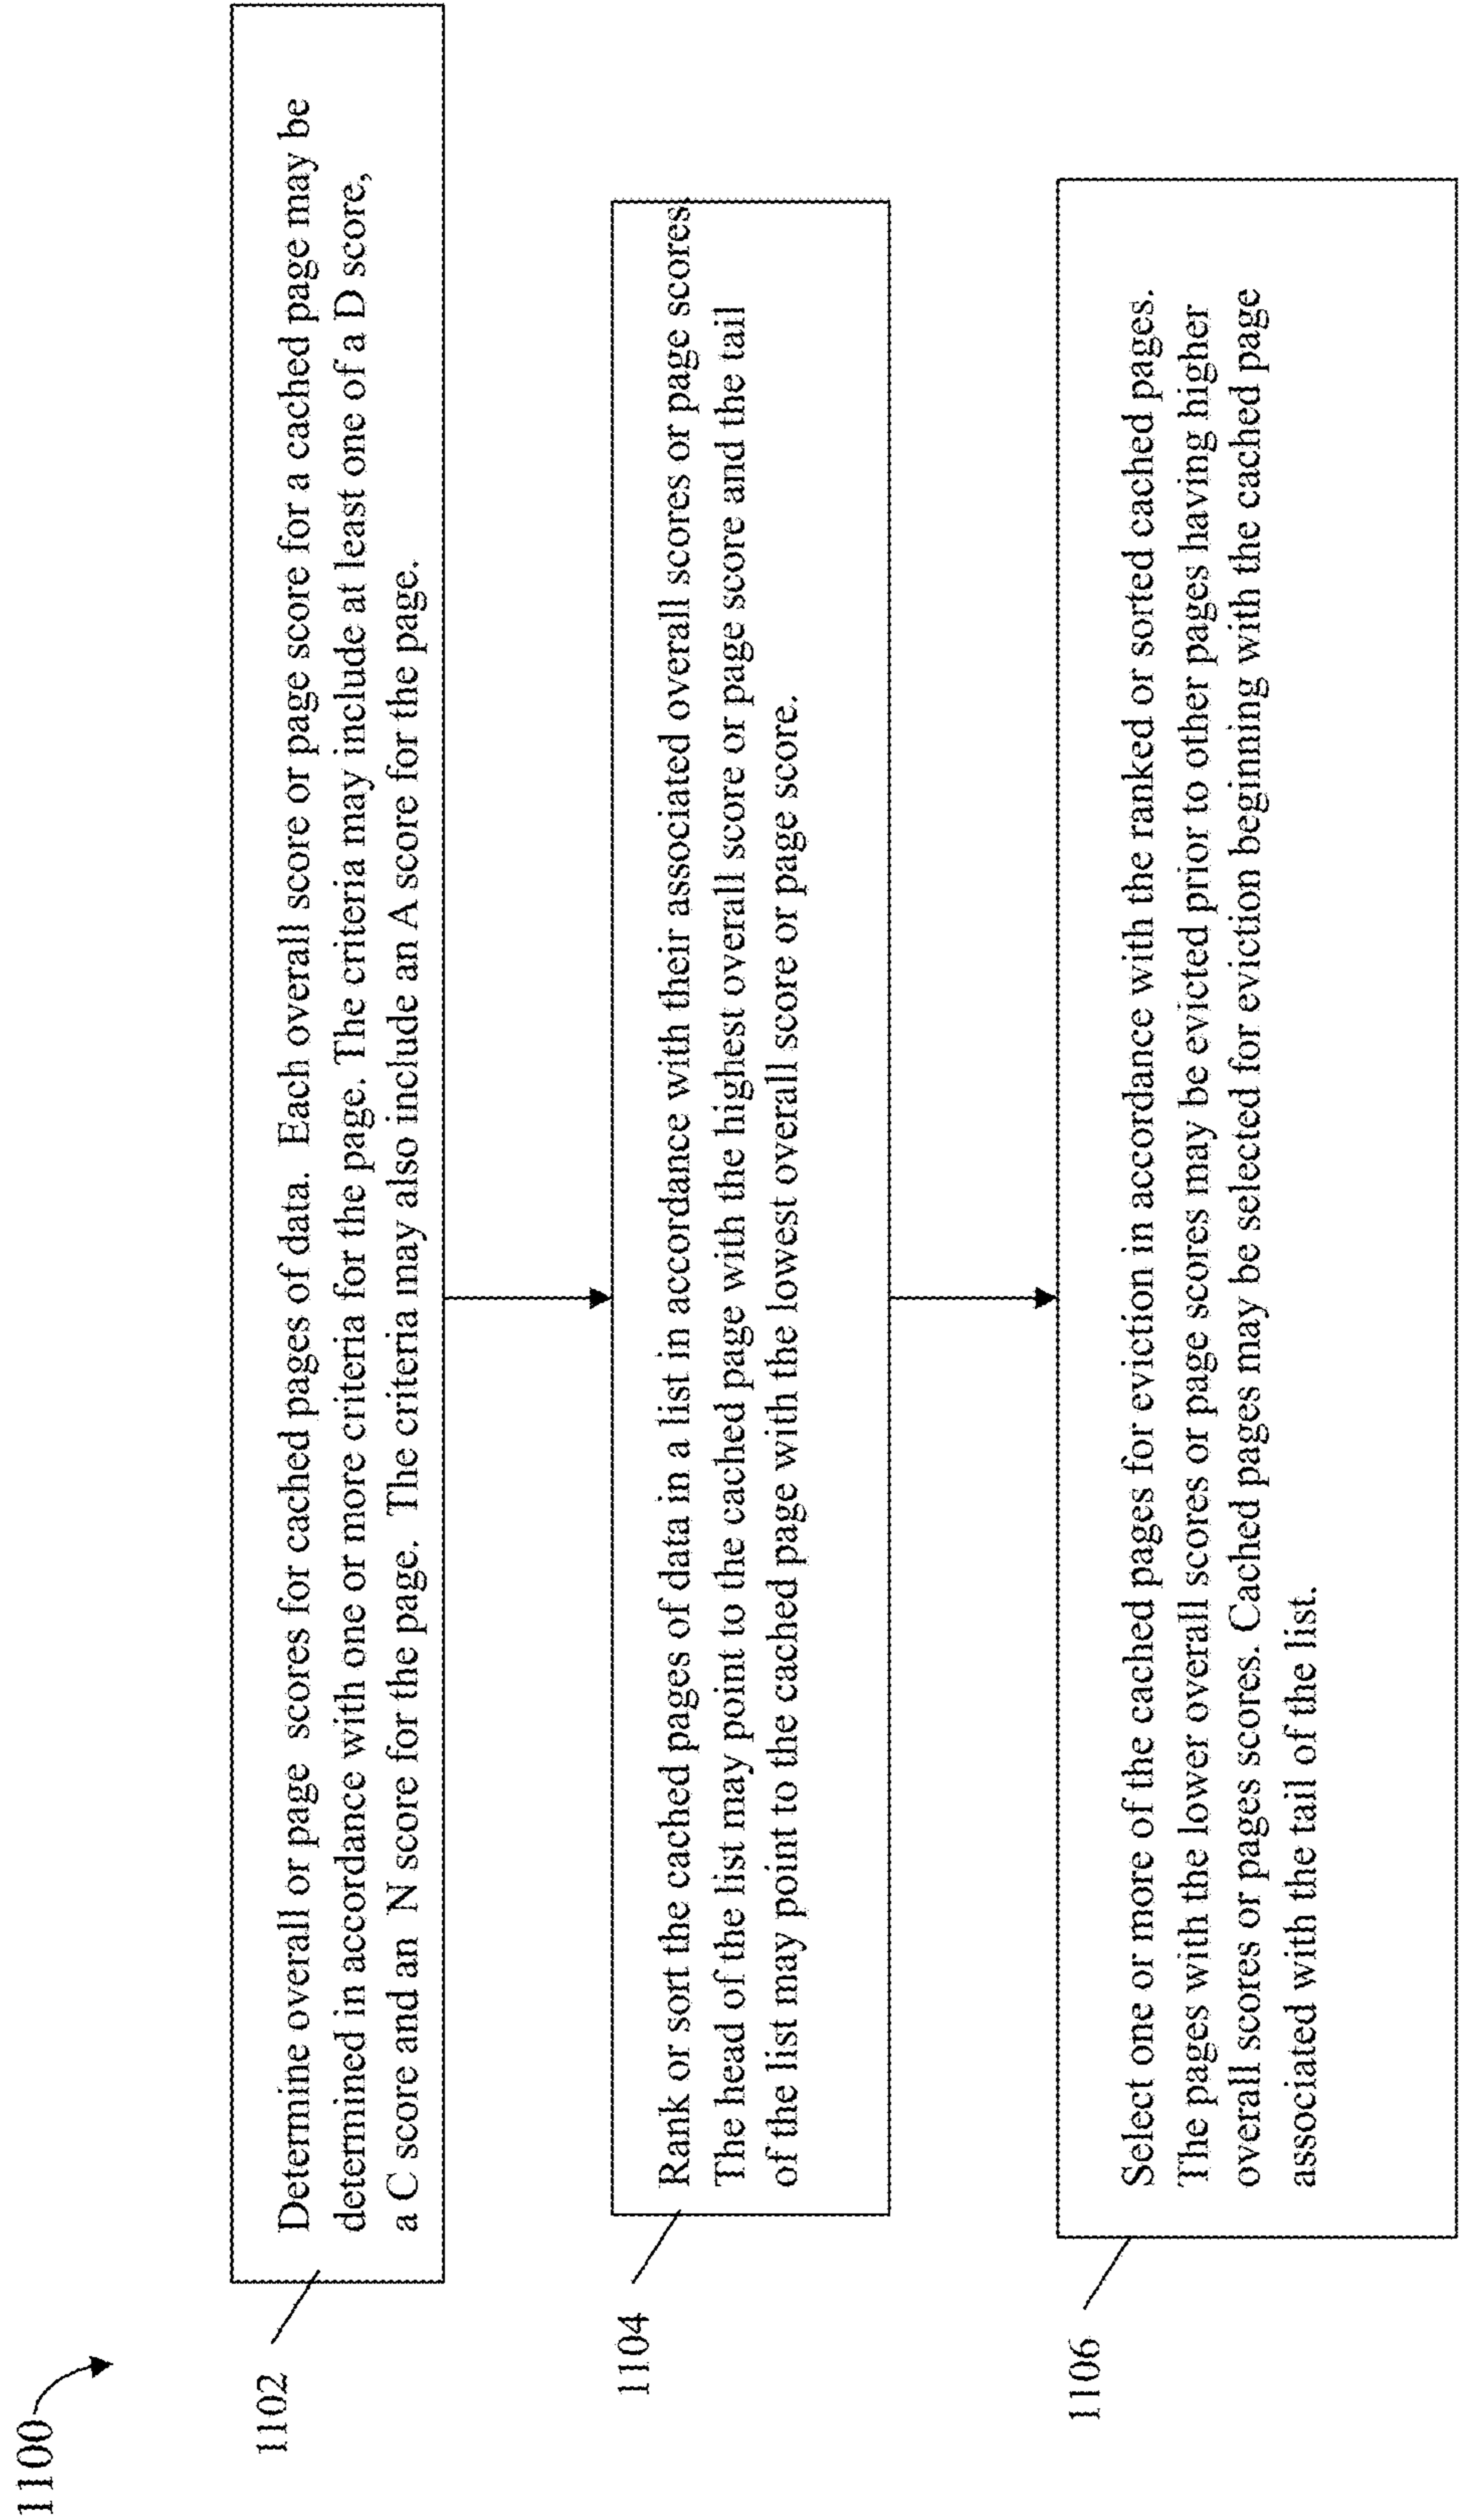 1100
1102
Determine overall or page  scores for cached pages of data.  Each overall score or page score for a cached page may be
determined in accordance with one or more criteria for the page. The criteria may include at least one of a D score,
a C score and an  N score for the page.  The criteria may also include an A score for the page.
1104
Rank or sort the cached pages of data in a list in accordance with their associated overall scores or page scores.
The head of the list may point to the cached page with the highest overall score or page score and the tail
of the list may point to the cached page with the lowest overall score or page score.
1106
Select one or more of the cached pages for eviction in accordance with the ranked or sorted cached pages.
The pages with the lower overall scores or page scores may be evicted prior to other pages having higher
overall scores or pages scores. Cached pages may be selected for eviction beginning with the cached page
associated with the tail of the list.